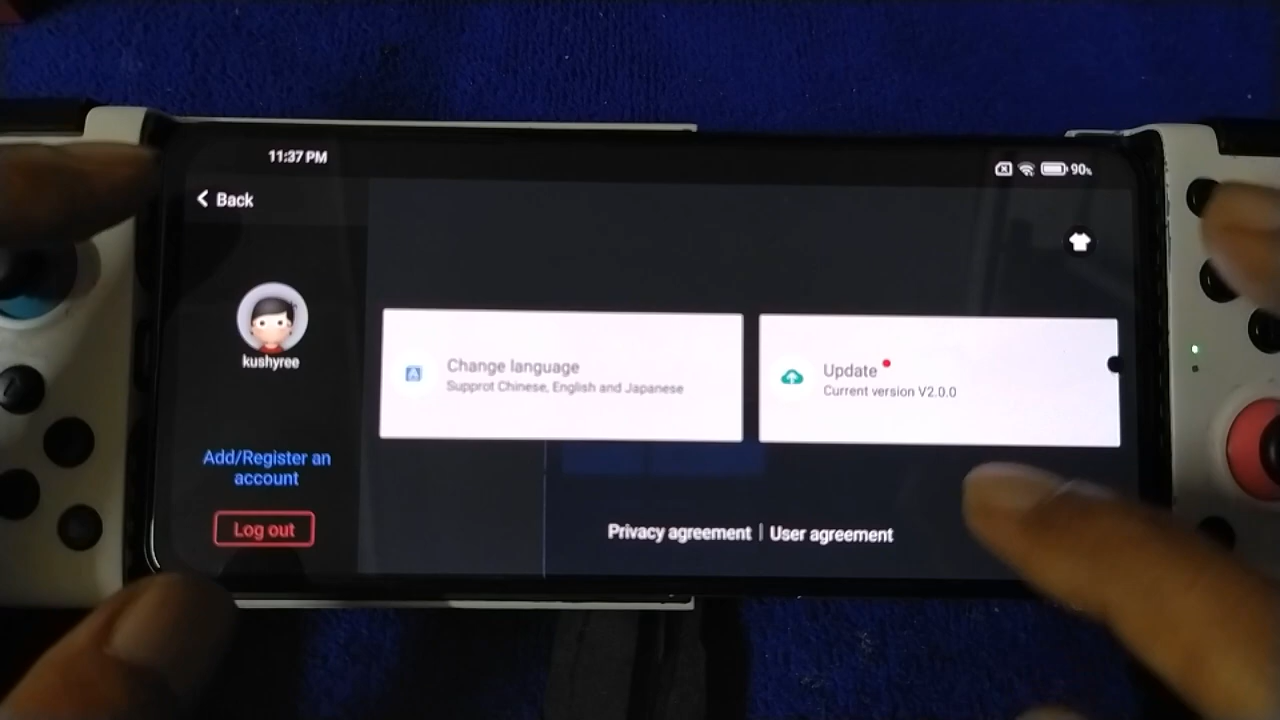 11:37 PM
90%
Back
kushyree
Add/Register an
account
Log out
Change language
Supprot Chinese, English and Japanese
Update
Current version V2.0.0
Privacy agreement | User agreement